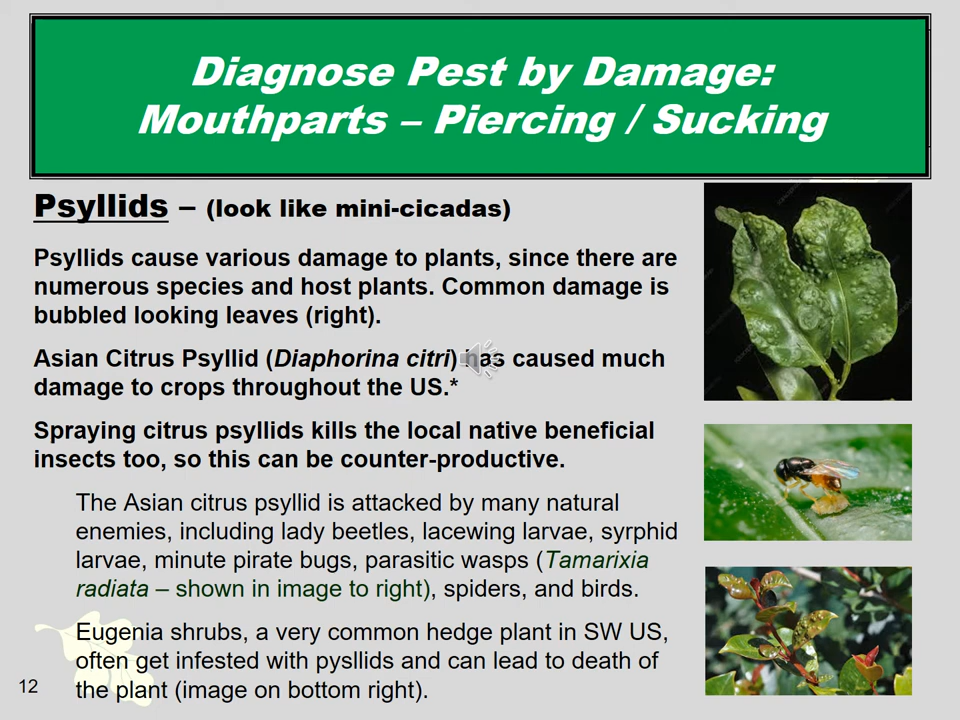 Diagnose Pest by Damage:
Mouthparts – Piercing / Sucking
Psyllids – (look like mini-cicadas)
Psyllids cause various damage to plants, since there are
numerous species and host plants. Common damage is
bubbled looking leaves (right).
Asian Citrus Psyllid (Diaphorina citri) has caused much
damage to crops throughout the US.*
Spraying citrus psyllids kills the local native beneficial
insects too, so this can be counter-productive.
The Asian citrus psyllid is attacked by many natural
enemies, including lady beetles, lacewing larvae, syrphid
larvae, minute pirate bugs, parasitic wasps (Tamarixia
radiata – shown in image to right), spiders, and birds.
Eugenia shrubs, a very common hedge plant in SW US,
often get infested with pysllids and can lead to death of
the plant (image on bottom right).
12